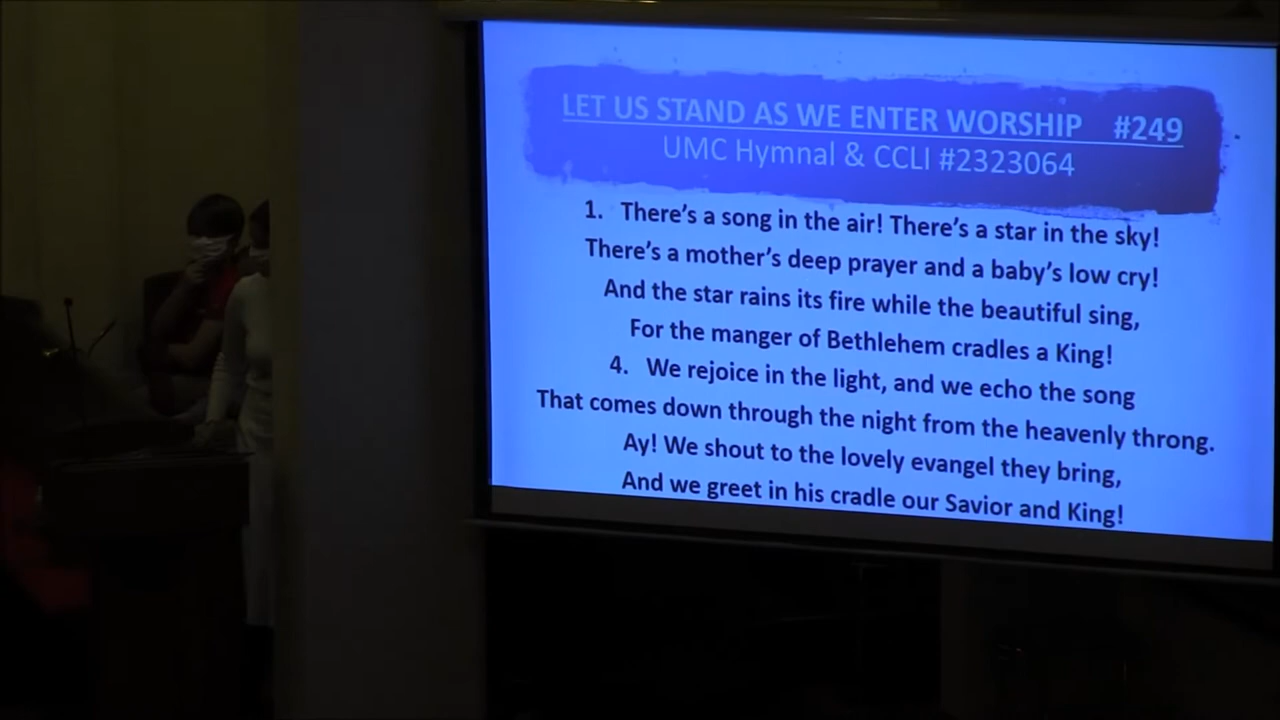 LET US STAND AS WE ENTER WORSHIP #249
UMC Hymnal & CCLI #2323064
1. There's a song in the air! There's a star in the sky!
There's a mother's deep prayer and a baby's low cry!
And the star rains its fire while the beautiful sing,
For the manger of Bethlehem cradles a King!
4. We rejoice in the light, and we echo the song
That comes down through the night from the heavenly throng.
Ay! We shout to the lovely evangel they bring,
And we greet in his cradle our Savior and King!